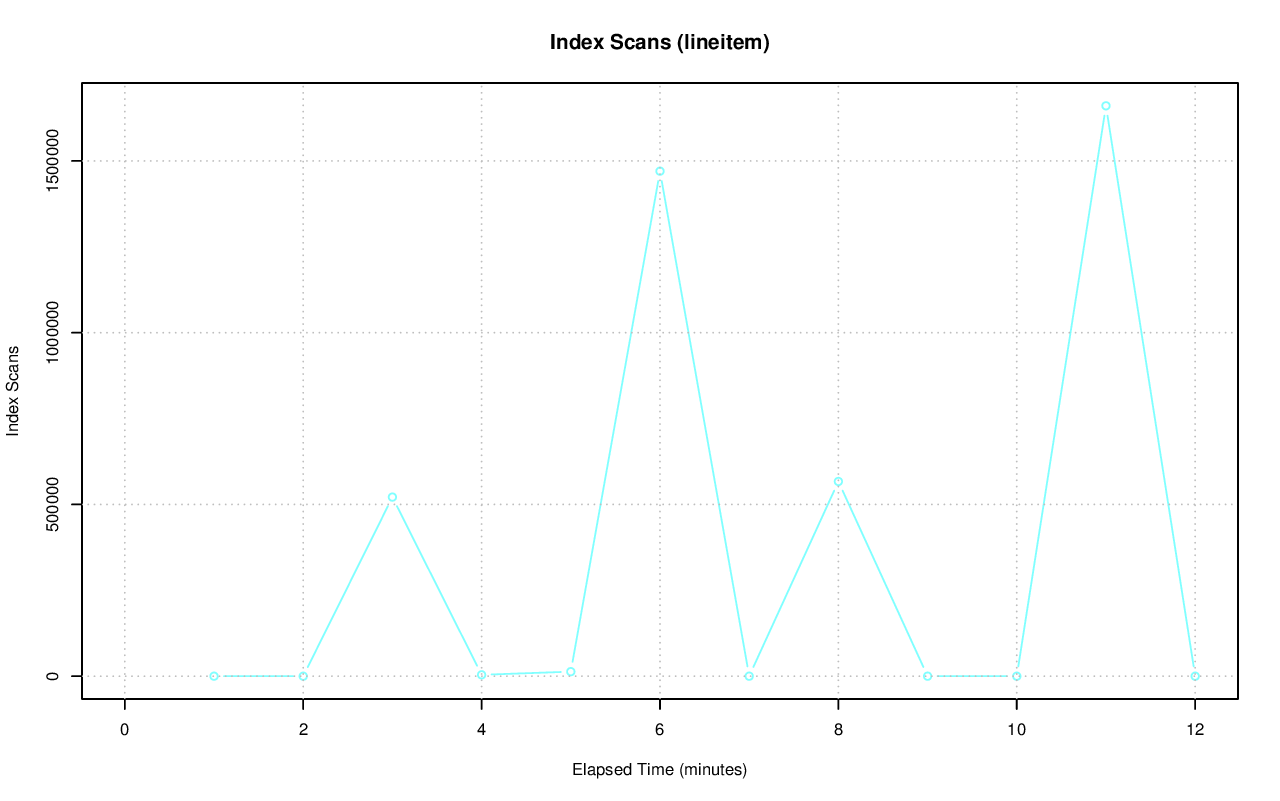 Index Scans (lineitem)
Index Scans
1500000
1000000
500000
0
0 2 4 6 8 10 12
Elapsed Time (minutes)